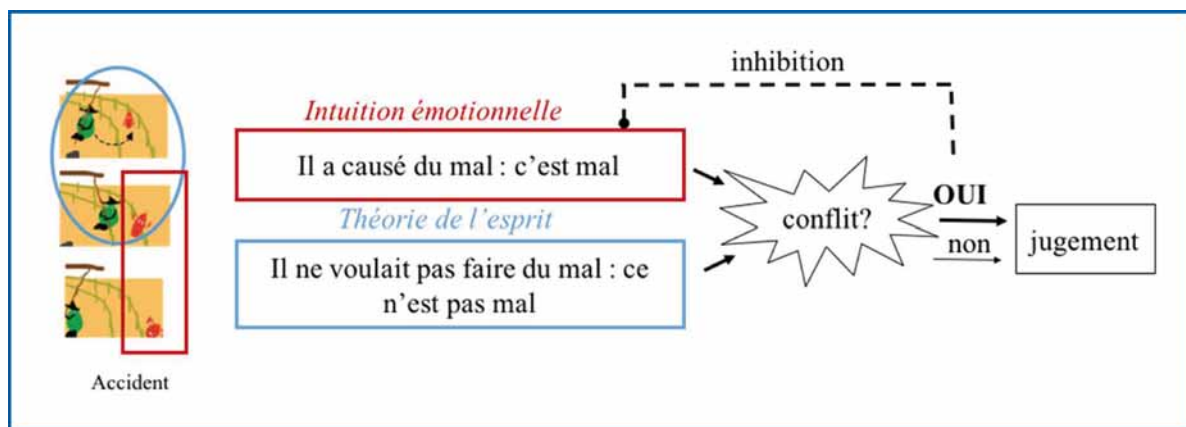 inhibition
Intuition émotionnelle
Il a causé du mal : c’est mal
Théorie de l’esprit
Il ne voulait pas faire du mal : ce
n’est pas mal
conflit?
OUI
non
jugement
Accident